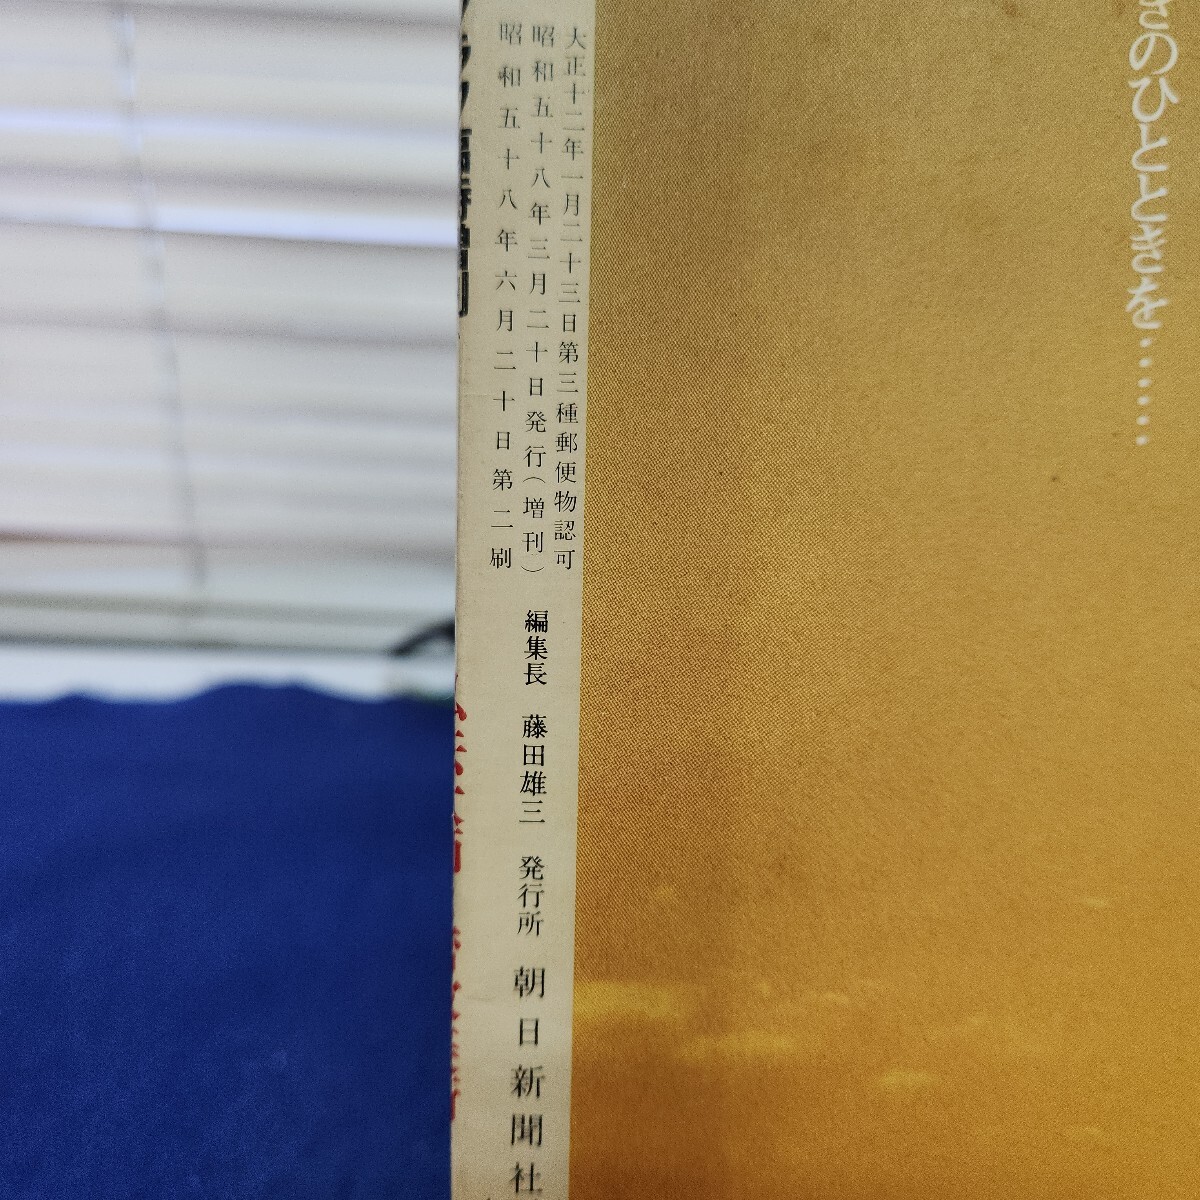 さのひとときを……
大正十二年一月二十三日第三種郵便物認可
昭和五十八年三月二十日発行(増刊)
昭和五十八年六月二十日第二刷
編集長 藤田雄三 発行所 朝日新聞社